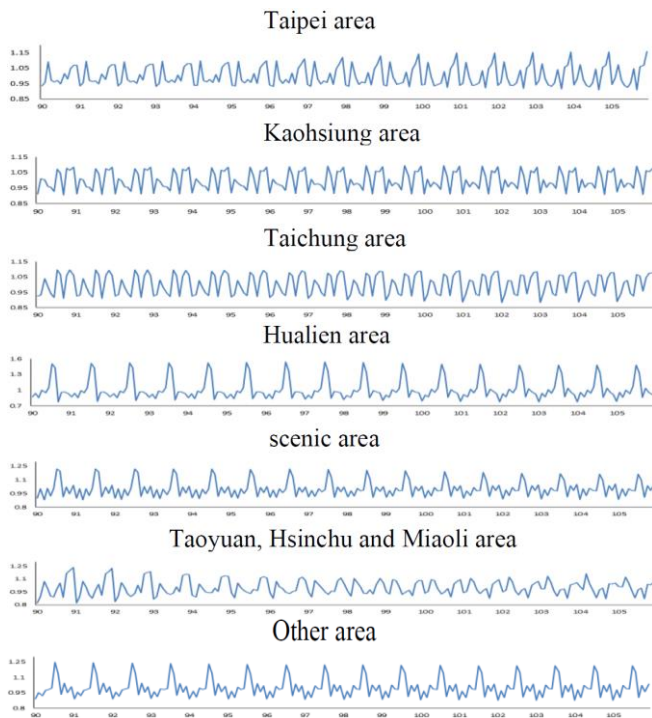 Taipei area
1.15
1.05
0.95
0.85
90 91 92 93 94 95 96 97 98 99 100 101 102 103 104 105
Kaohsiung area
1.15
1.05
0.95
0.85
90 91 92 93 94 95 96 97 98 99 100 101 102 103 104 105
Taichung area
1.15
1.05
0.95
0.85
90 91 92 93 94 95 96 97 98 99 100 101 102 103 104 105
Hualien area
1.6
1.3
1
0.7
90 91 92 93 94 95 96 97 98 99 100 101 102 103 104 105
scenic area
1.25
1.1
0.95
0.8
90 91 92 93 94 95 96 97 98 99 100 101 102 103 104 105
Taoyuan, Hsinchu and Miaoli area
1.25
1.1
0.95
0.8
90 91 92 93 94 95 96 97 98 99 100 101 102 103 104 105
Other area
1.25
1.1
0.95
0.8
90 91 92 93 94 95 96 97 98 99 100 101 102 103 104 105